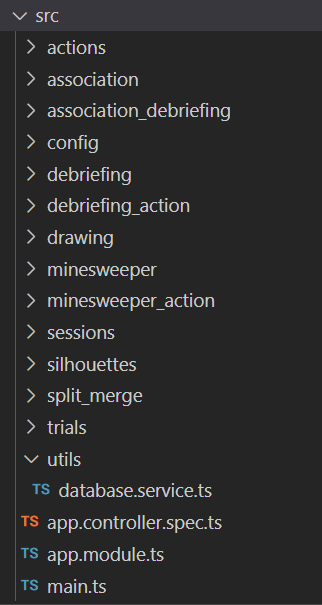 src
actions
association
association_debriefing
config
debriefing
debriefing_action
drawing
minesweeper
minesweeper_action
sessions
silhouettes
split_merge
trials
utils
TS database.service.ts
TS app.controller.spec.ts
TS app.module.ts
TS main.ts